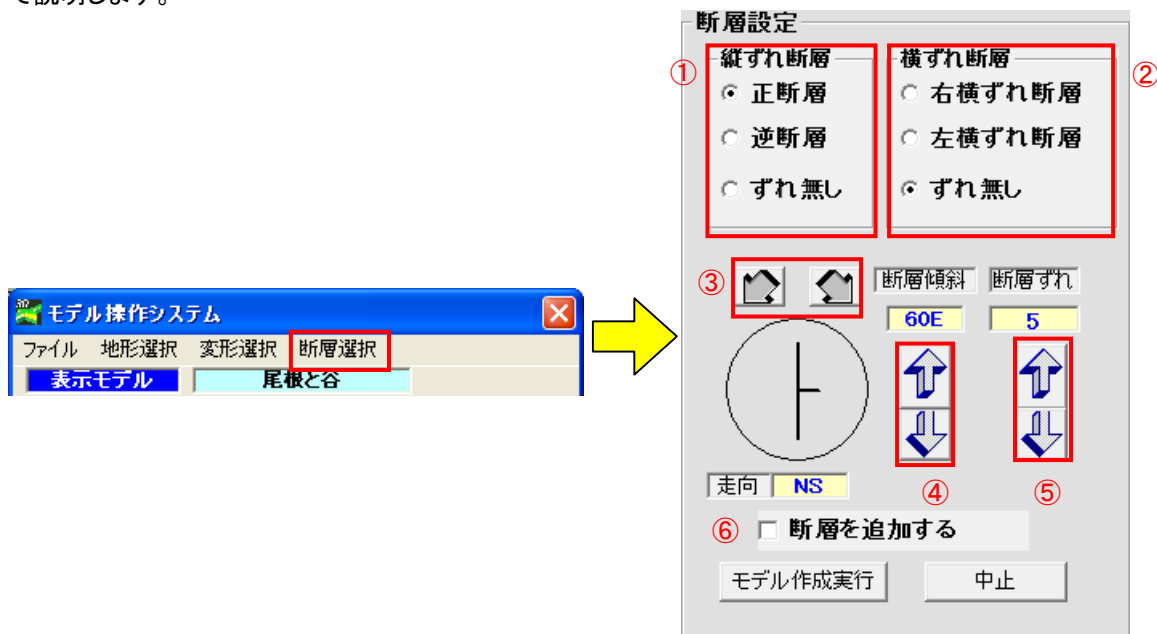 て説明します。
モデル操作システム
ファイル 地形選択 変形選択 断層選択
表示モデル 尾根と谷
断層設定
① 縦ずれ断層
正断層
逆断層
ずれ無し
横ずれ断層 ②
右横ずれ断層
左横ずれ断層
ずれ無し
③
断層傾斜 断層ずれ
60E 5
走向 NS
④ ⑤
⑥ 断層を追加する
モデル作成実行 中止